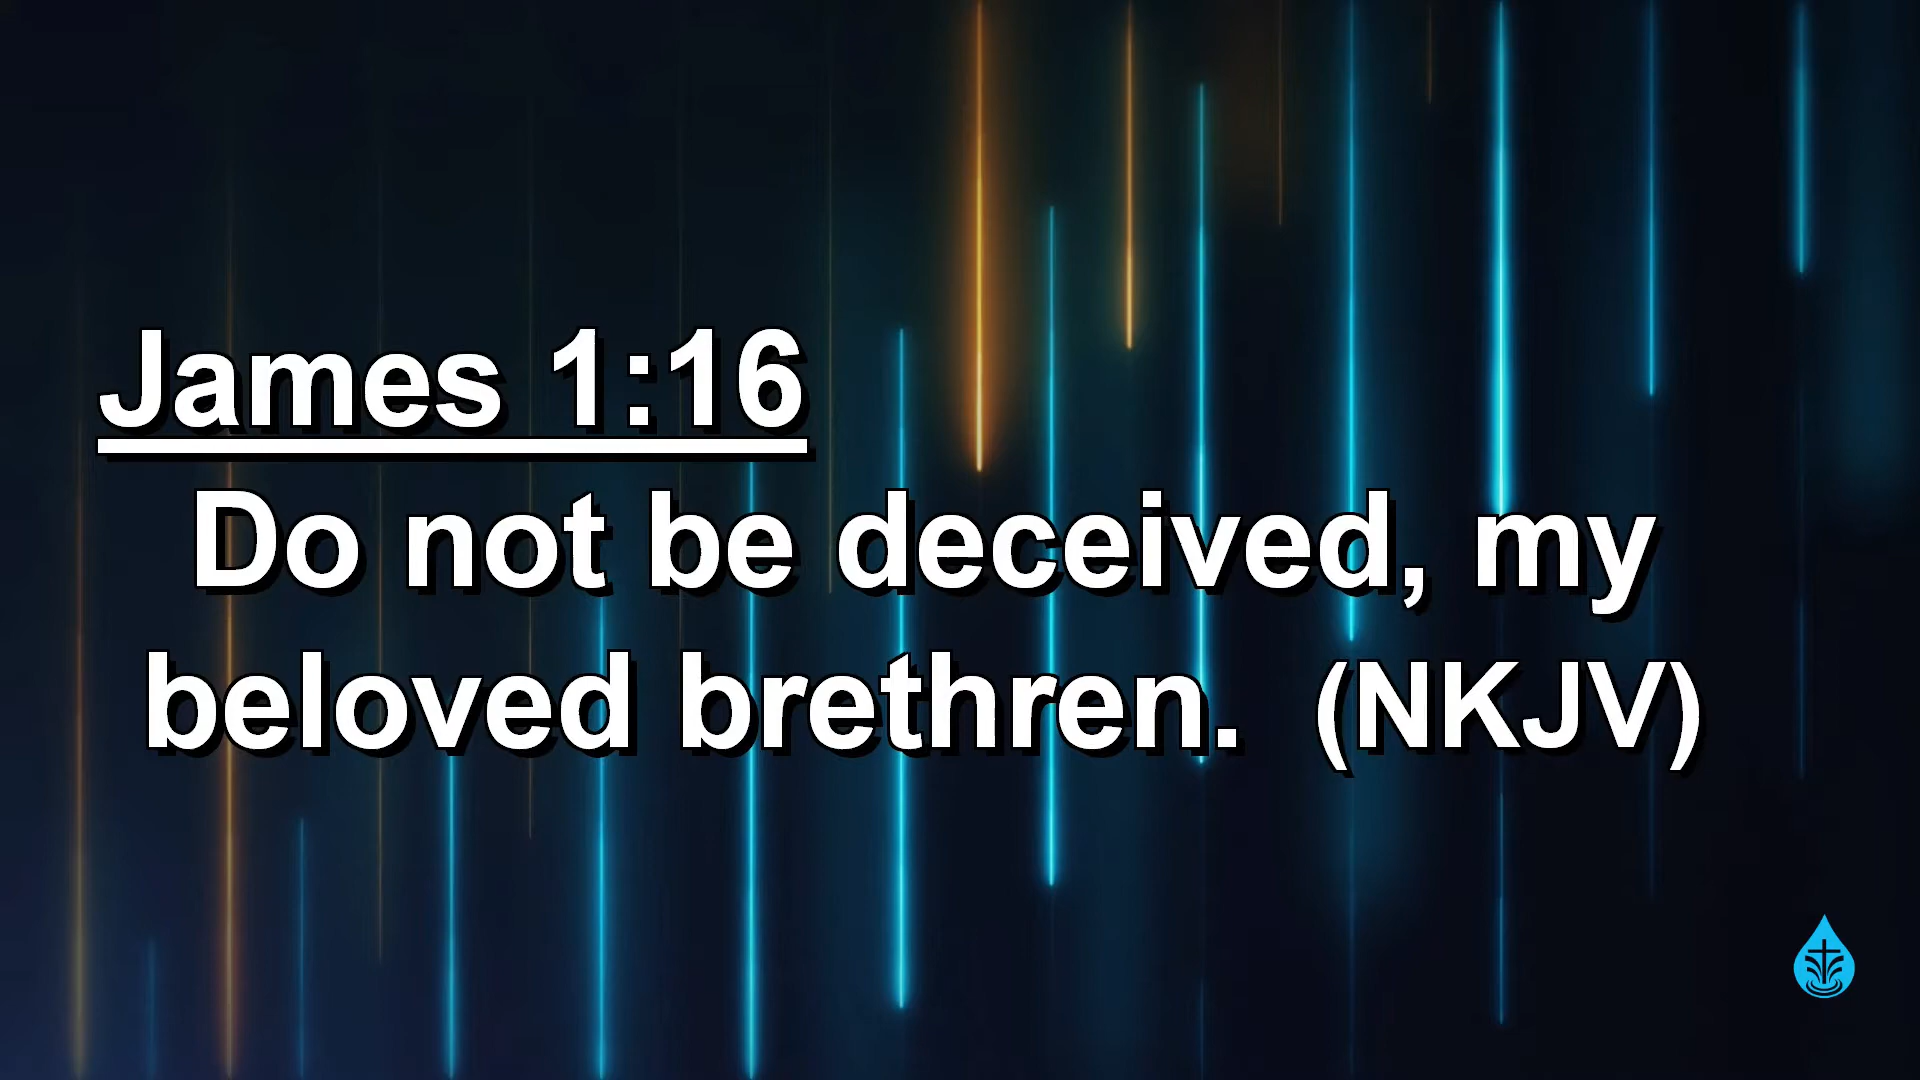 James 1:16
Do not be deceived, my
beloved brethren.  (NKJV)